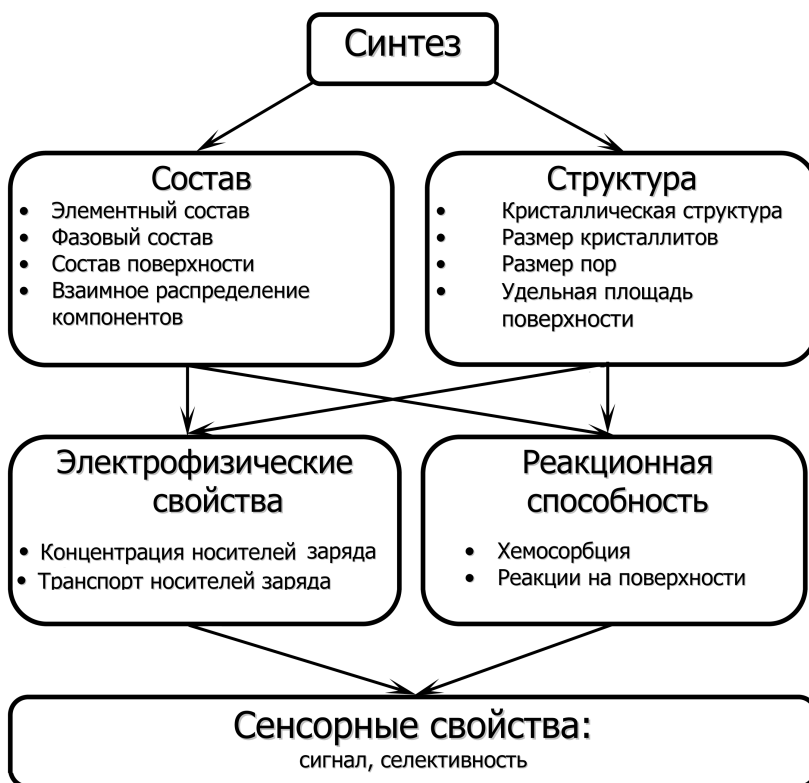 Синтез
Состав
• Элементный состав
• Фазовый состав
• Состав поверхности
• Взаимное распределение
компонентов
Структура
• Кристаллическая структура
• Размер кристаллитов
• Размер пор
• Удельная площадь
поверхности
Электрофизические
свойства
• Концентрация носителей заряда
• Транспорт носителей заряда
Реакционная
способность
• Хемосорбция
• Реакции на поверхности
Сенсорные свойства:
сигнал, селективность